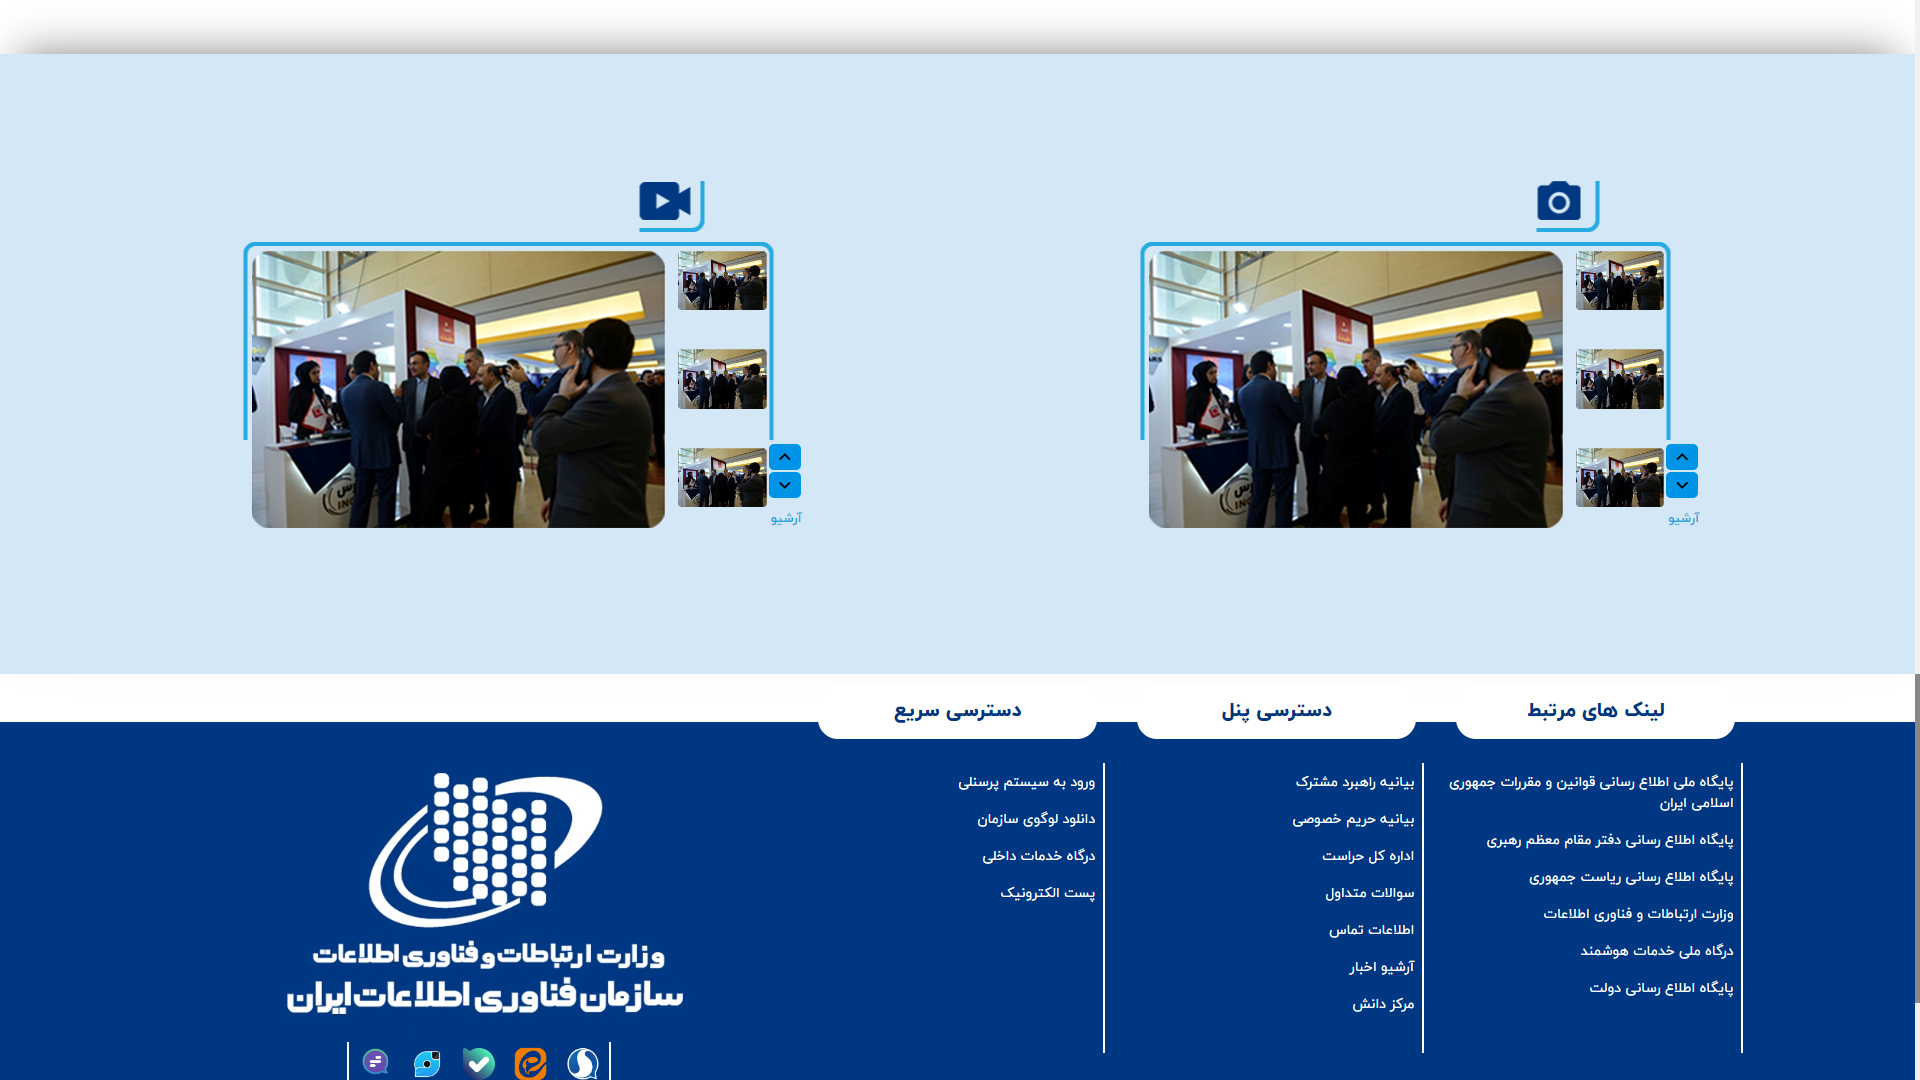 آرشیو
آرشیو
لینک های مرتبط
پایگاه ملی اطلاع رسانی قوانین و مقررات جمهوری
اسلامی ایران
پایگاه اطلاع رسانی دفتر مقام معظم رهبری
پایگاه اطلاع رسانی ریاست جمهوری
وزارت ارتباطات و فناوری اطلاعات
درگاه ملی خدمات هوشمند
پایگاه اطلاع رسانی دولت
دسترسی پنل
بیانیه راهبرد مشترک
بیانیه حریم خصوصی
اداره کل حراست
سوالات متداول
اطلاعات تماس
آرشیو اخبار
مرکز دانش
دسترسی سریع
ورود به سیستم پرسنلی
دانلود لوگوی سازمان
درگاه خدمات داخلی
پست الکترونیک
وزارت ارتباطات و فناوری اطلاعات
سازمان فناوری اطلاعات ایران